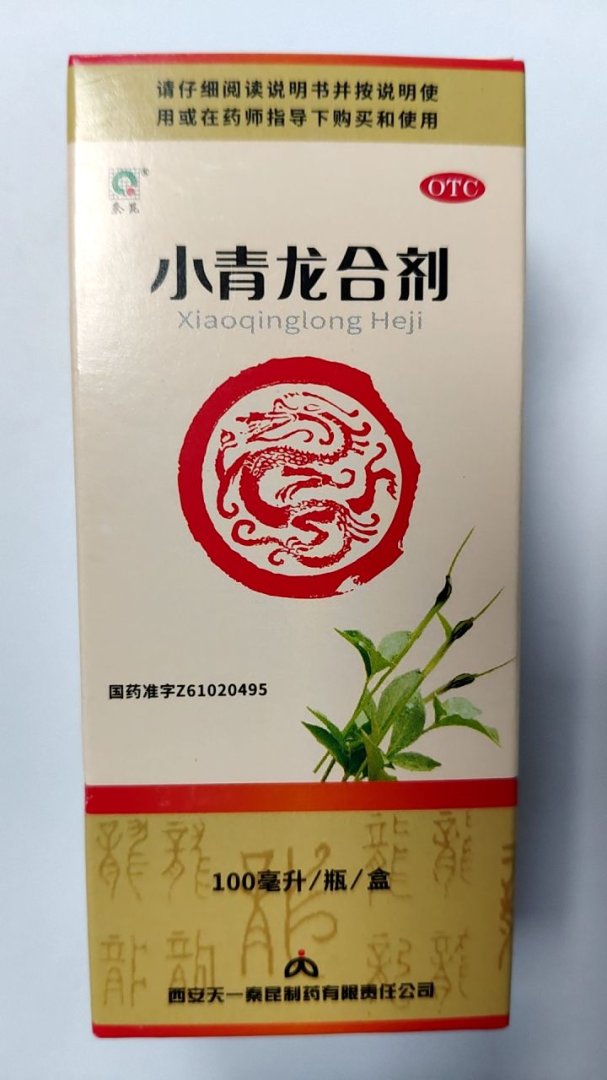 请仔细阅读说明书并按说明使
用或在药师指导下购买和使用
秦昆
OTC
小青龙合剂
Xiaoqinglong Heji
国药准字Z61020495
100毫升/瓶/盒
西安天一秦昆制药有限责任公司